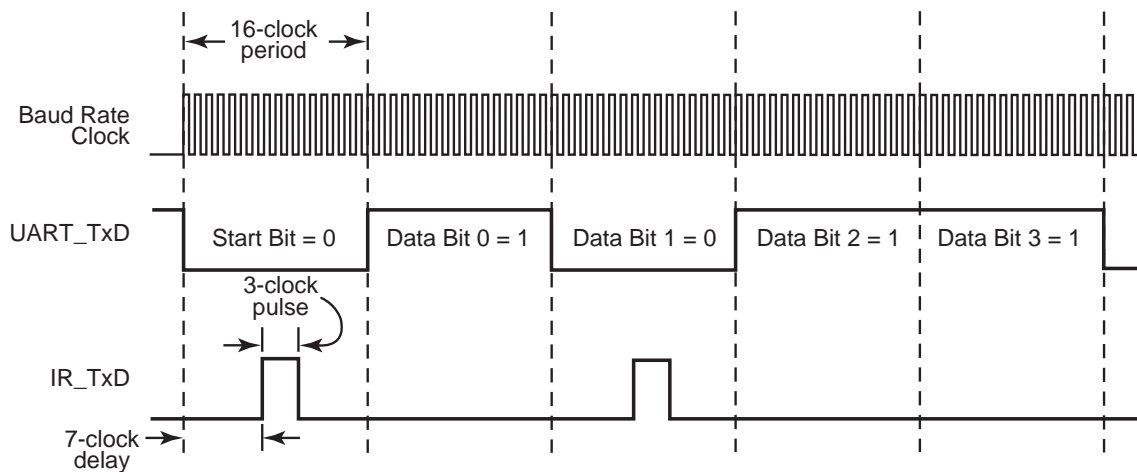 16-clock
period
Baud Rate
Clock
UART_TxD
Start Bit = 0
Data Bit 0 = 1
Data Bit 1 = 0
Data Bit 2 = 1
Data Bit 3 = 1
3-clock
pulse
IR_TxD
7-clock
delay